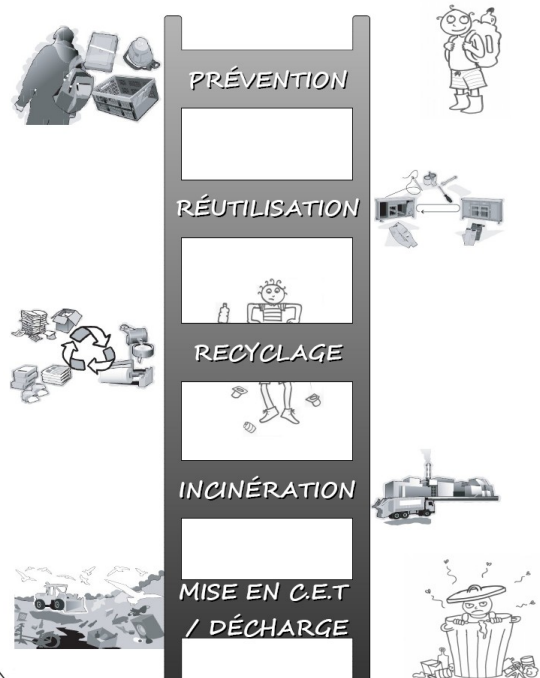 PRÉVENTION
RÉUTILISATION
RECYCLAGE
INCINÉRATION
MISE EN C.E.T
/ DÉCHARGE